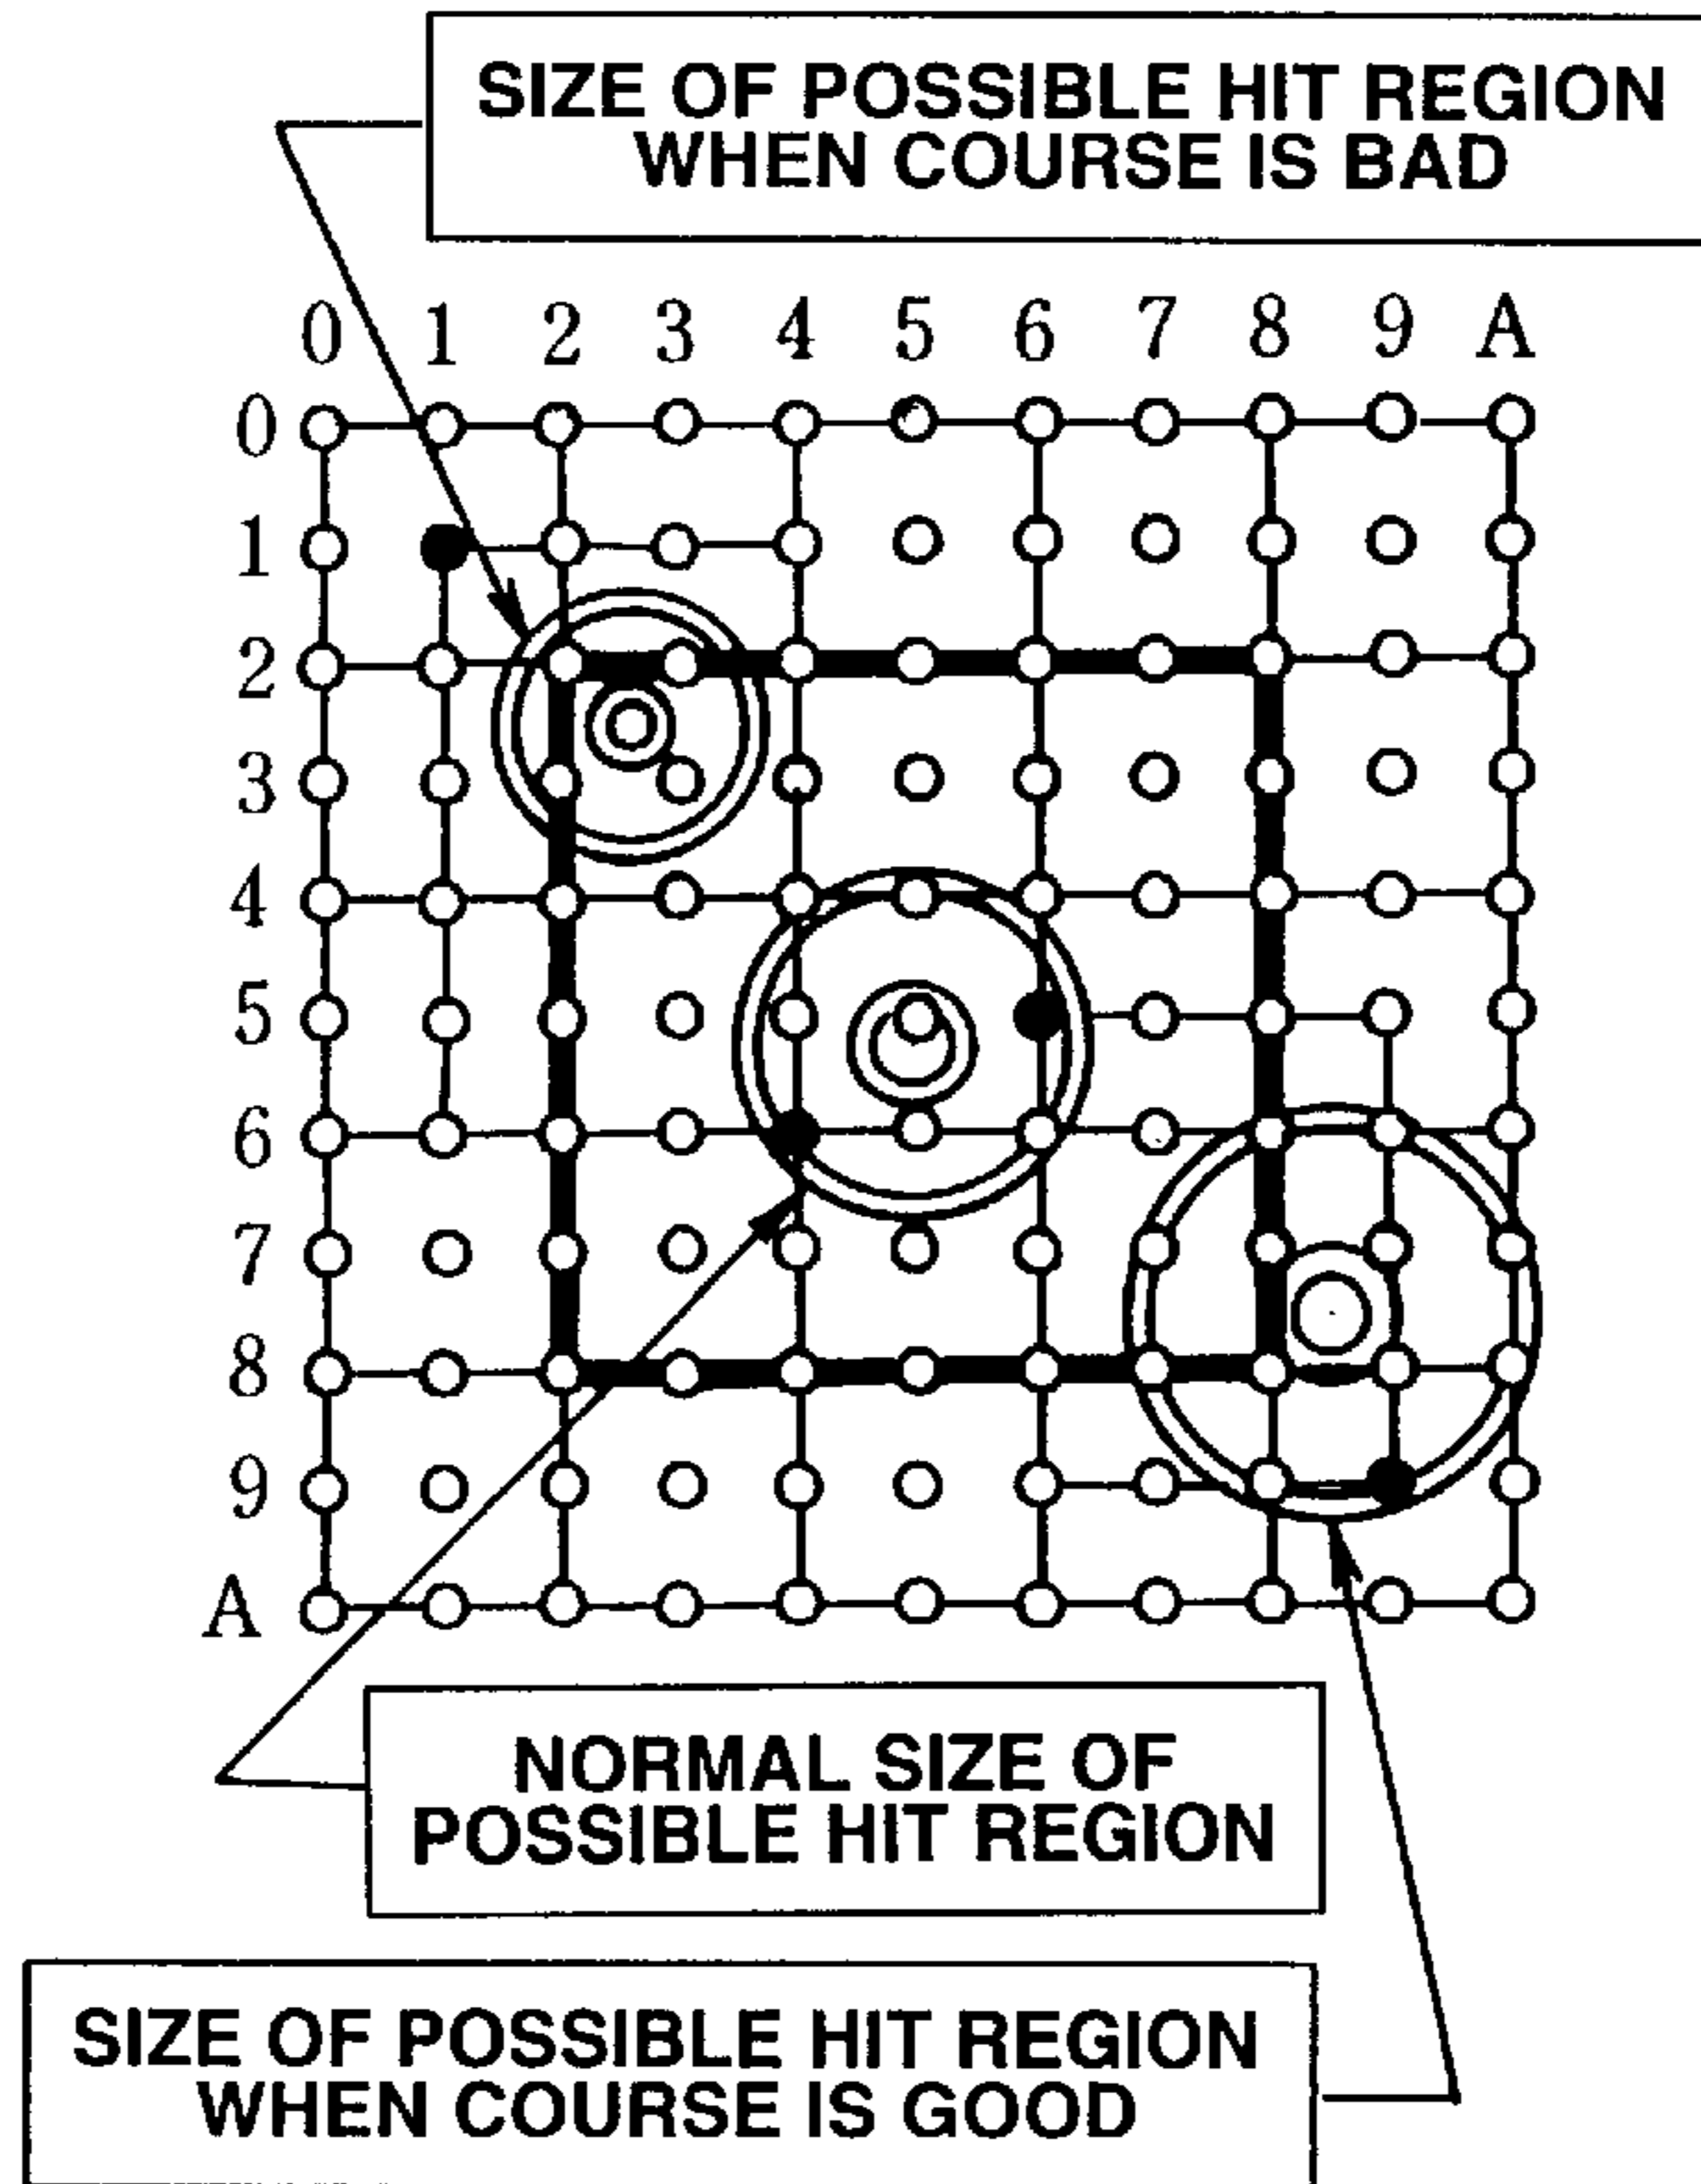 SIZE OF POSSIBLE HIT REGION
WHEN COURSE IS BAD
0 1 2 3 4 5 6 7 8 9 A
0
1
2
3
4
5
6
7
8
9
A
NORMAL SIZE OF
POSSIBLE HIT REGION
SIZE OF POSSIBLE HIT REGION
WHEN COURSE IS GOOD